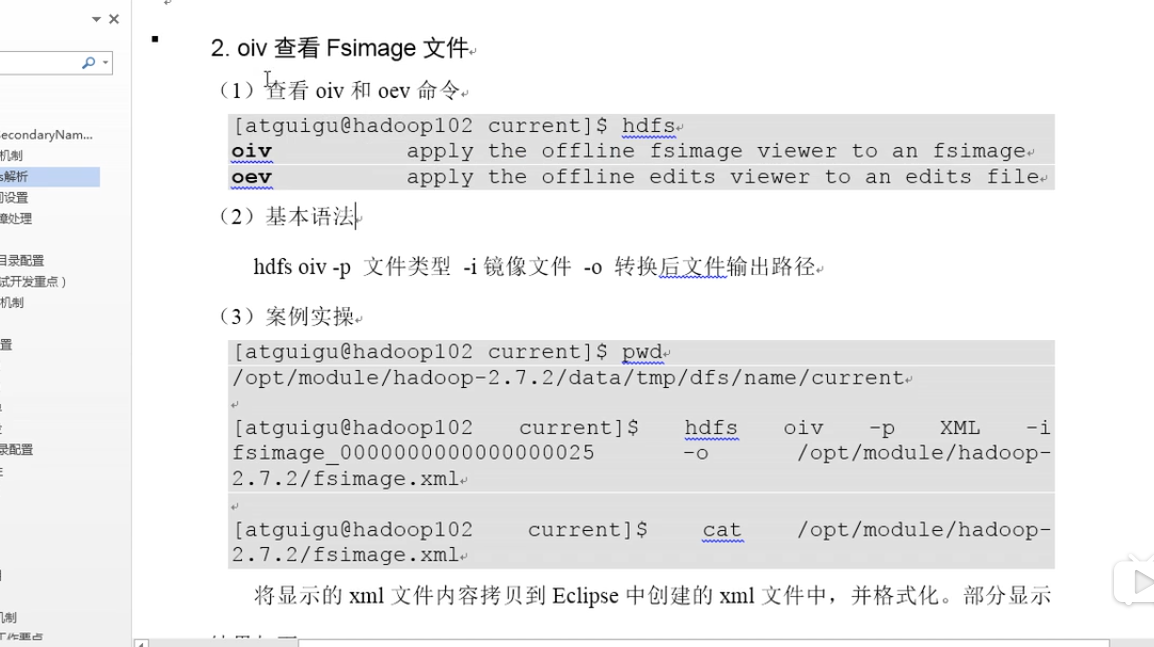 2. oiv 查看 Fsimage 文件
（1）查看 oiv 和 oev 命令
[atguigu@hadoop102 current]$ hdfs
oiv apply the offline fsimage viewer to an fsimage
oev apply the offline edits viewer to an edits file
（2）基本语法
hdfs oiv -p 文件类型 -i 镜像文件 -o 转换后文件输出路径
（3）案例实操
[atguigu@hadoop102 current]$ pwd
/opt/module/hadoop-2.7.2/data/tmp/dfs/name/current
[atguigu@hadoop102 current]$ hdfs oiv -p XML -i
fsimage_0000000000000000025 -o /opt/module/hadoop-
2.7.2/fsimage.xml
[atguigu@hadoop102 current]$ cat /opt/module/hadoop-
2.7.2/fsimage.xml
将显示的 xml 文件内容拷贝到 Eclipse 中创建的 xml 文件中，并格式化。部分显示
econdaryNam...
机制
s解析
设置
障处理
目录配置
试开发重点）
机制
置
录配置
机制
工作要点